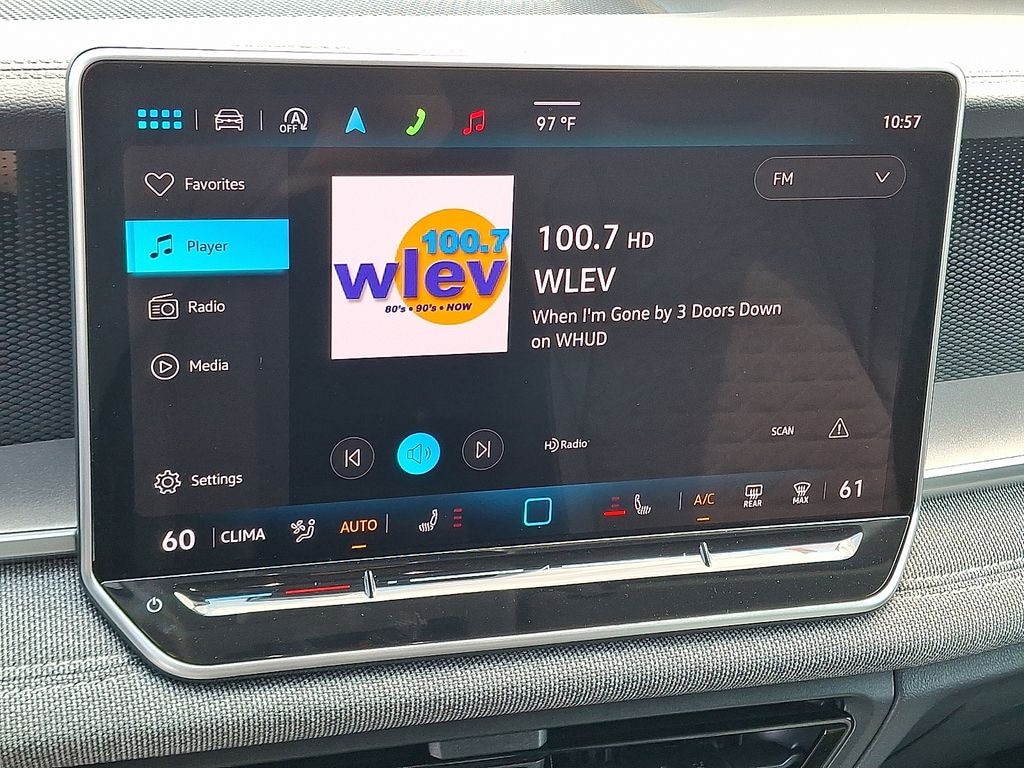 OFF
A
97 °F
10:57
Favorites
Player
Radio
Media
Settings
FM
100.7
wlev
80's • 90's • NOW
100.7 HD
WLEV
When I'm Gone by 3 Doors Down
on WHUD
HD Radio
SCAN
60
CLIMA
AUTO
A/C
REAR
MAX
61